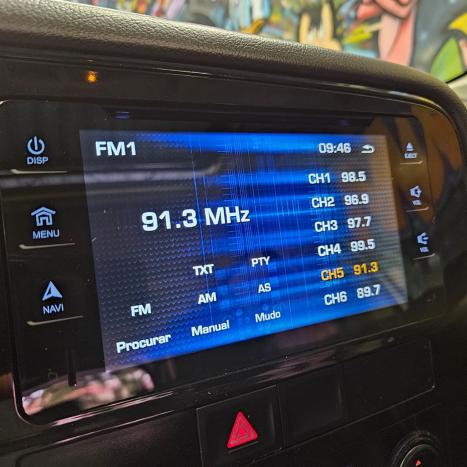 DISP
MENU
NAVI
FM1
09:46
91.3 MHz
CH1 98.5
CH2 96.9
CH3 97.7
CH4 99.5
CH5 91.3
CH6 89.7
TXT PTY
FM AM AS
Procurar Manual Mudo
EJECT
VOL
VOL